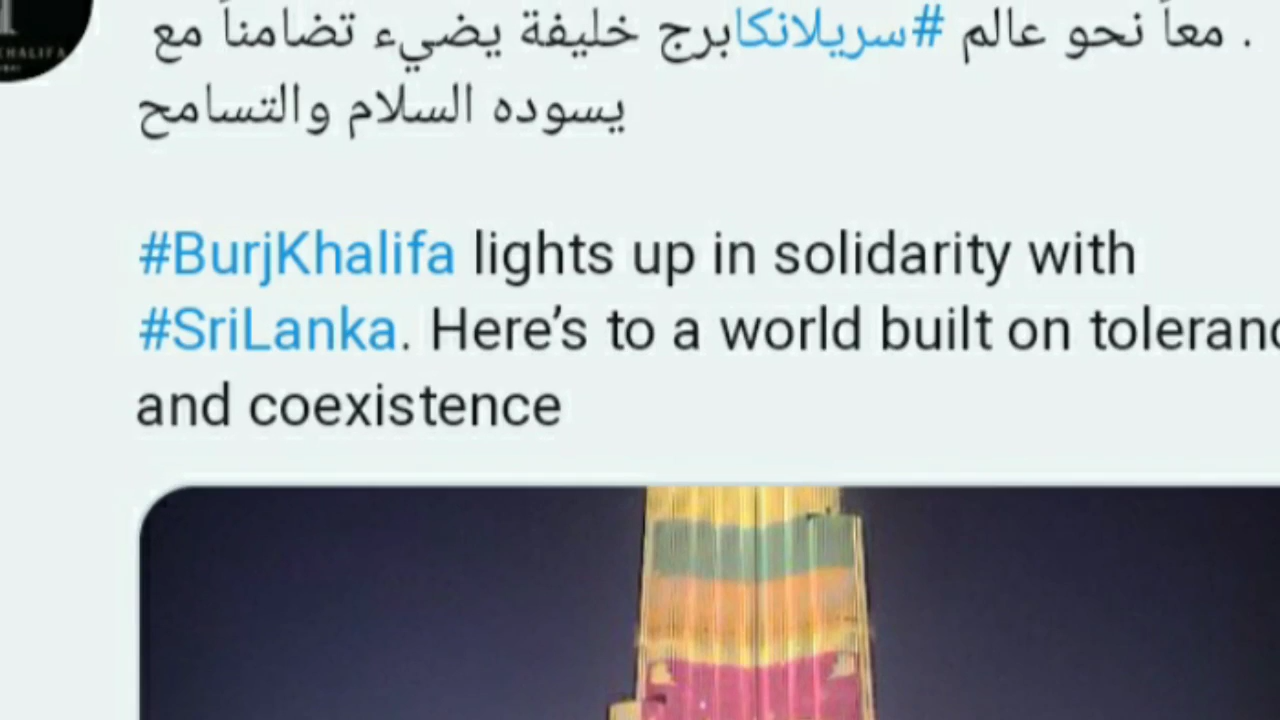 . معاً نحو عالم #سريلانكابرج خليفة يضيء تضامناً مع
يسوده السلام والتسامح
#BurjKhalifa lights up in solidarity with
#SriLanka. Here’s to a world built on toleranc
and coexistence